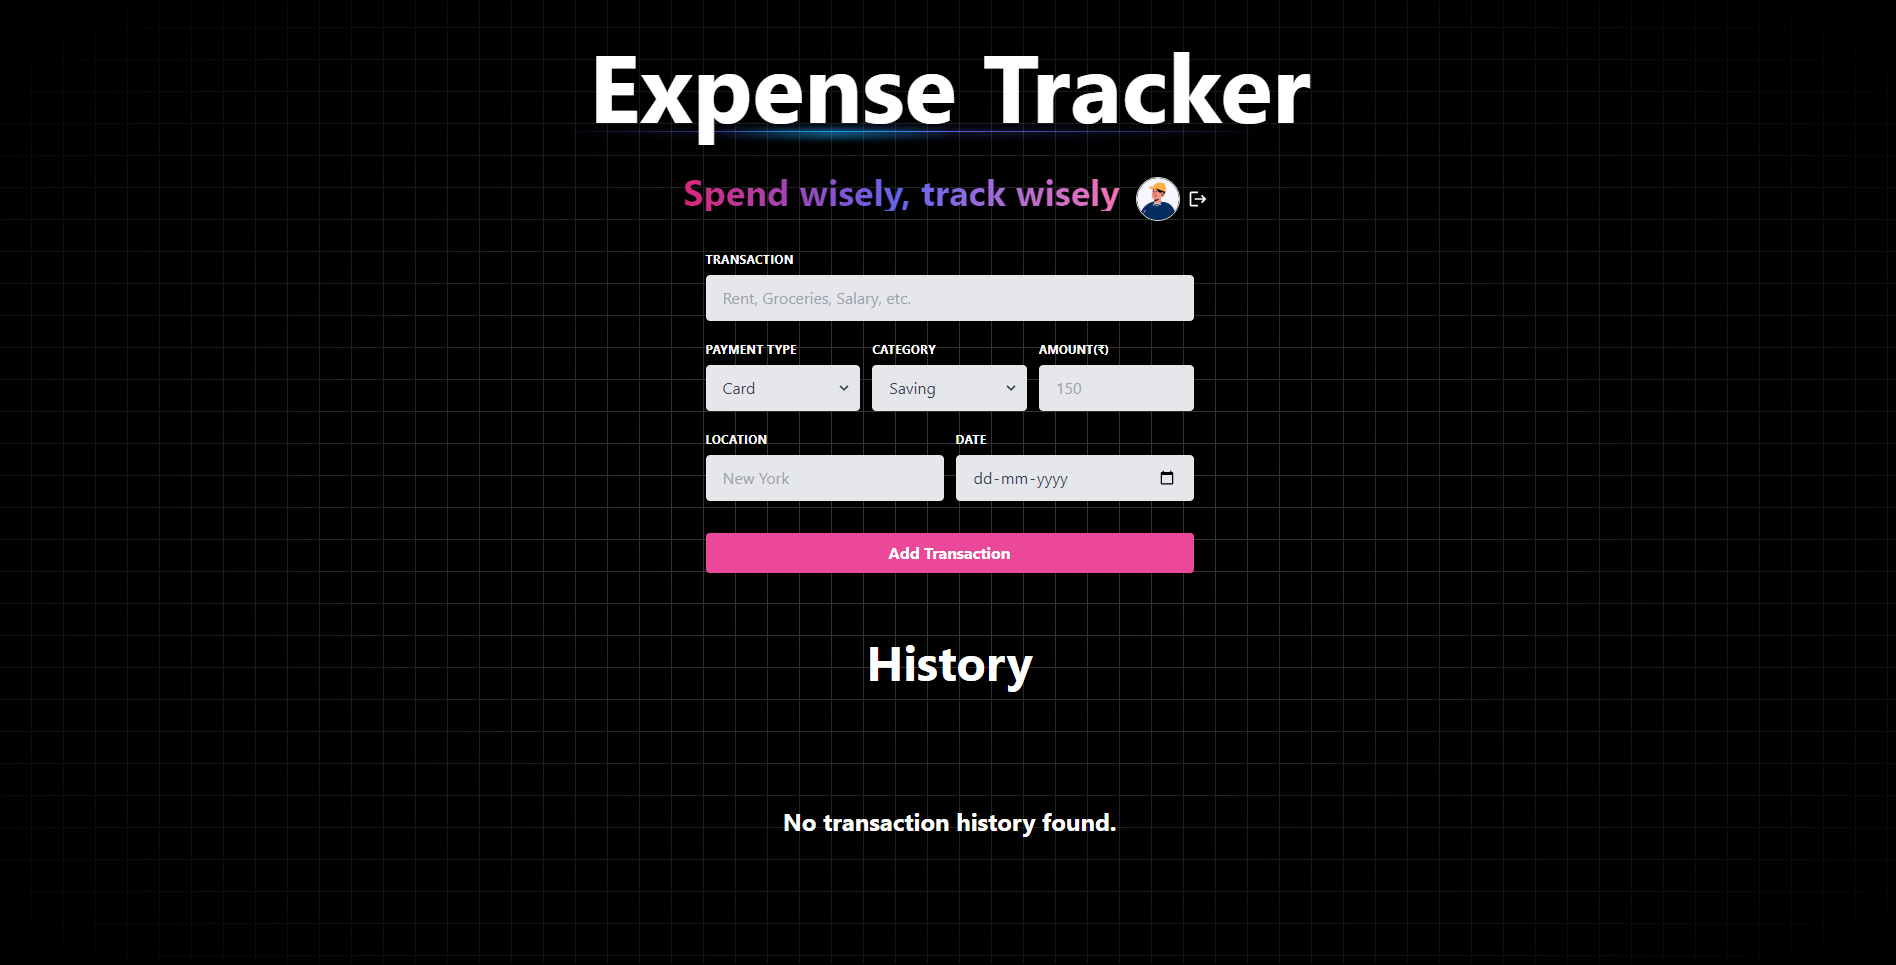 Expense Tracker
Spend wisely, track wisely
TRANSACTION
Rent, Groceries, Salary, etc.
PAYMENT TYPE CATEGORY AMOUNT(₹)
Card Saving 150
LOCATION DATE
New York dd-mm-yyyy
Add Transaction
History
No transaction history found.